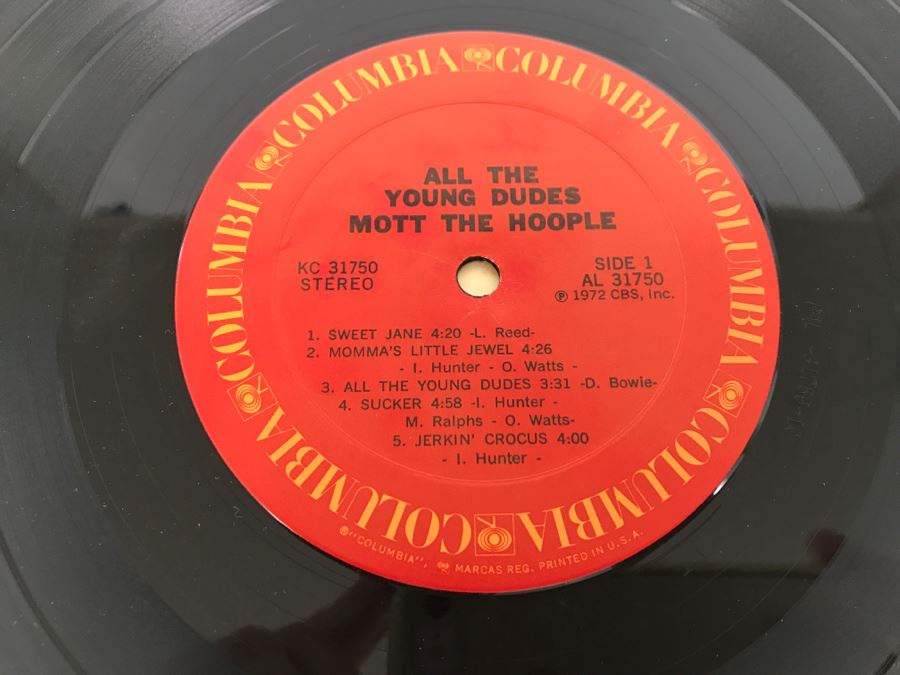 COLUMBIA COLUMBIA COLUMBIA COLUMBIA COLUMBIA COLUMBIA
ALL THE
YOUNG DUDES
MOTT THE HOOPLE
KC 31750
STEREO
SIDE 1
AL 31750
Ⓟ 1972 CBS, Inc.
1. SWEET JANE 4:20 -L. Reed-
2. MOMMA'S LITTLE JEWEL 4:26
- I. Hunter - O. Watts -
3. ALL THE YOUNG DUDES 3:31 -D. Bowie-
4. SUCKER 4:58 -I. Hunter -
M. Ralphs - O. Watts-
5. JERKIN' CROCUS 4:00
- I. Hunter -
®"COLUMBIA", MARCAS REG. PRINTED IN U.S.A.